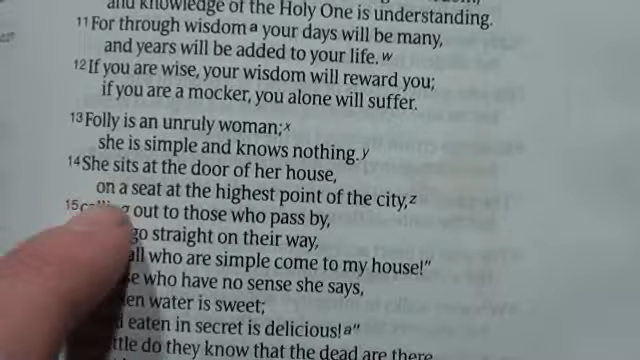 and knowledge of the Holy One is understanding.
11 For through wisdom a your days will be many,
and years will be added to your life. w
12 If you are wise, your wisdom will reward you;
if you are a mocker, you alone will suffer.
13 Folly is an unruly woman; x
she is simple and knows nothing. y
14 She sits at the door of her house,
on a seat at the highest point of the city, z
15 calling out to those who pass by,
go straight on their way,
all who are simple come to my house!”
who have no sense she says,
water is sweet;
eaten in secret is delicious! a”
do they know that the dead are there